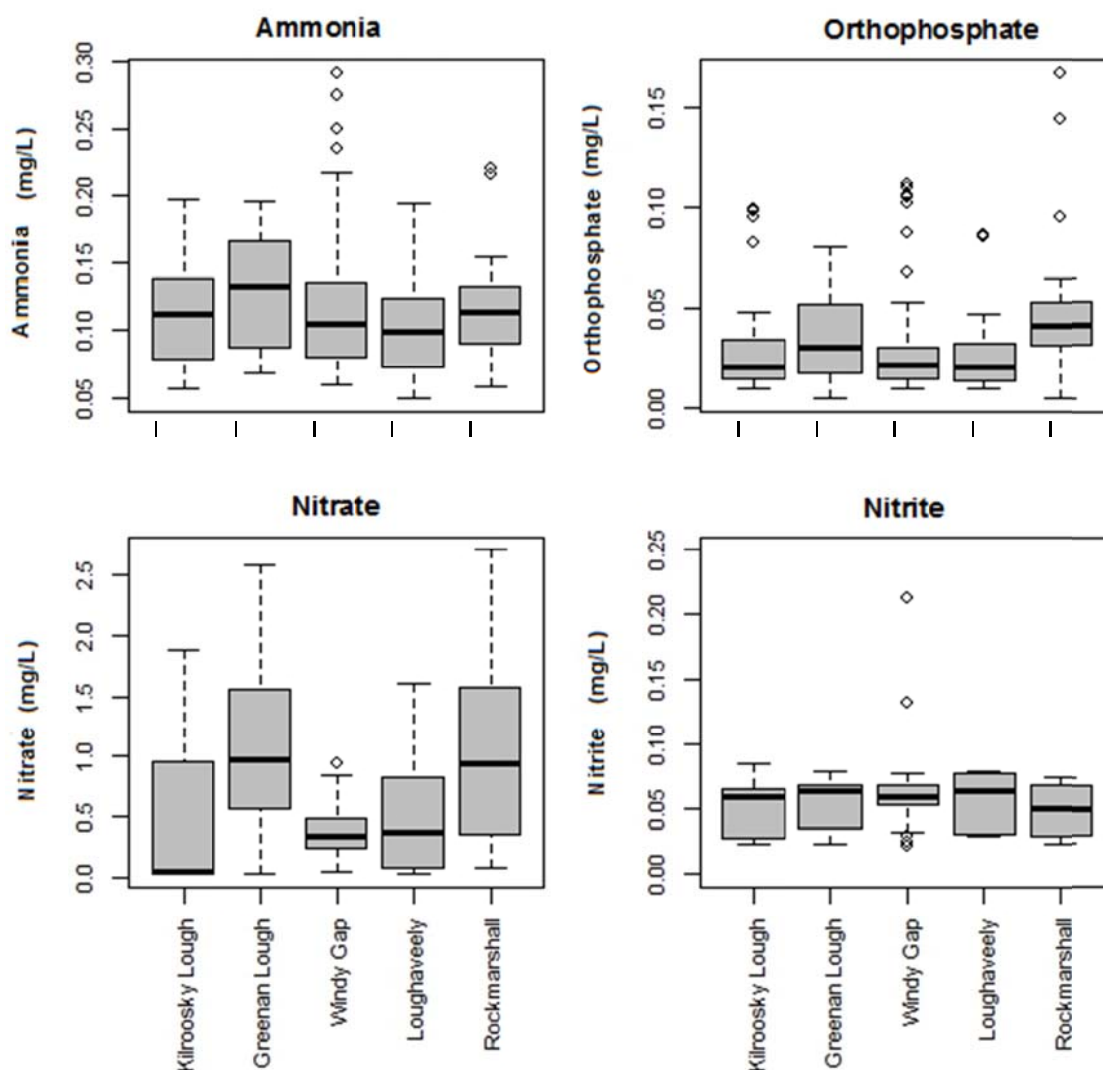 Ammonia
Ammonia (mg/L)
0.30
0.25
0.20
0.15
0.10
0.05
Orthophosphate
Orthophosphate (mg/L)
0.15
0.10
0.05
0.00
Nitrate
Nitrate (mg/L)
2.5
2.0
1.5
1.0
0.5
0.0
Kilroosky Lough
Greenan Lough
Windy Gap
Loughaveely
Rockmarshall
Nitrite
Nitrite (mg/L)
0.25
0.20
0.15
0.10
0.05
0.00
Kilroosky Lough
Greenan Lough
Windy Gap
Loughaveely
Rockmarshall